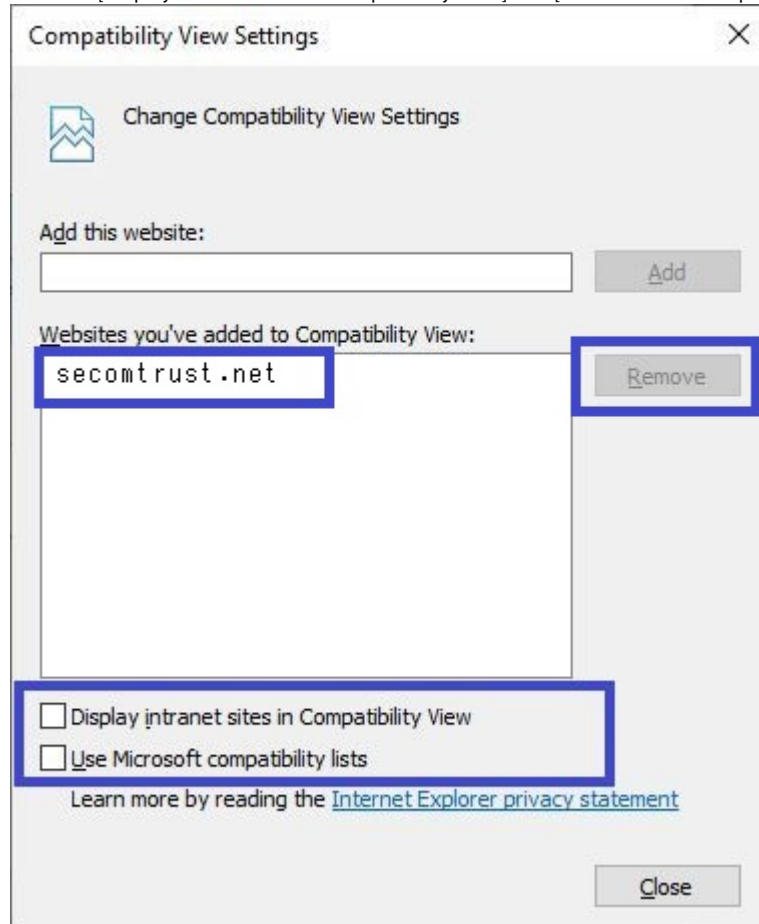 Compatibility View Settings
Change Compatibility View Settings
Add this website:
Add
Websites you've added to Compatibility View:
secomtrust.net
Remove
Display intranet sites in Compatibility View
Use Microsoft compatibility lists
Learn more by reading the Internet Explorer privacy statement
Close